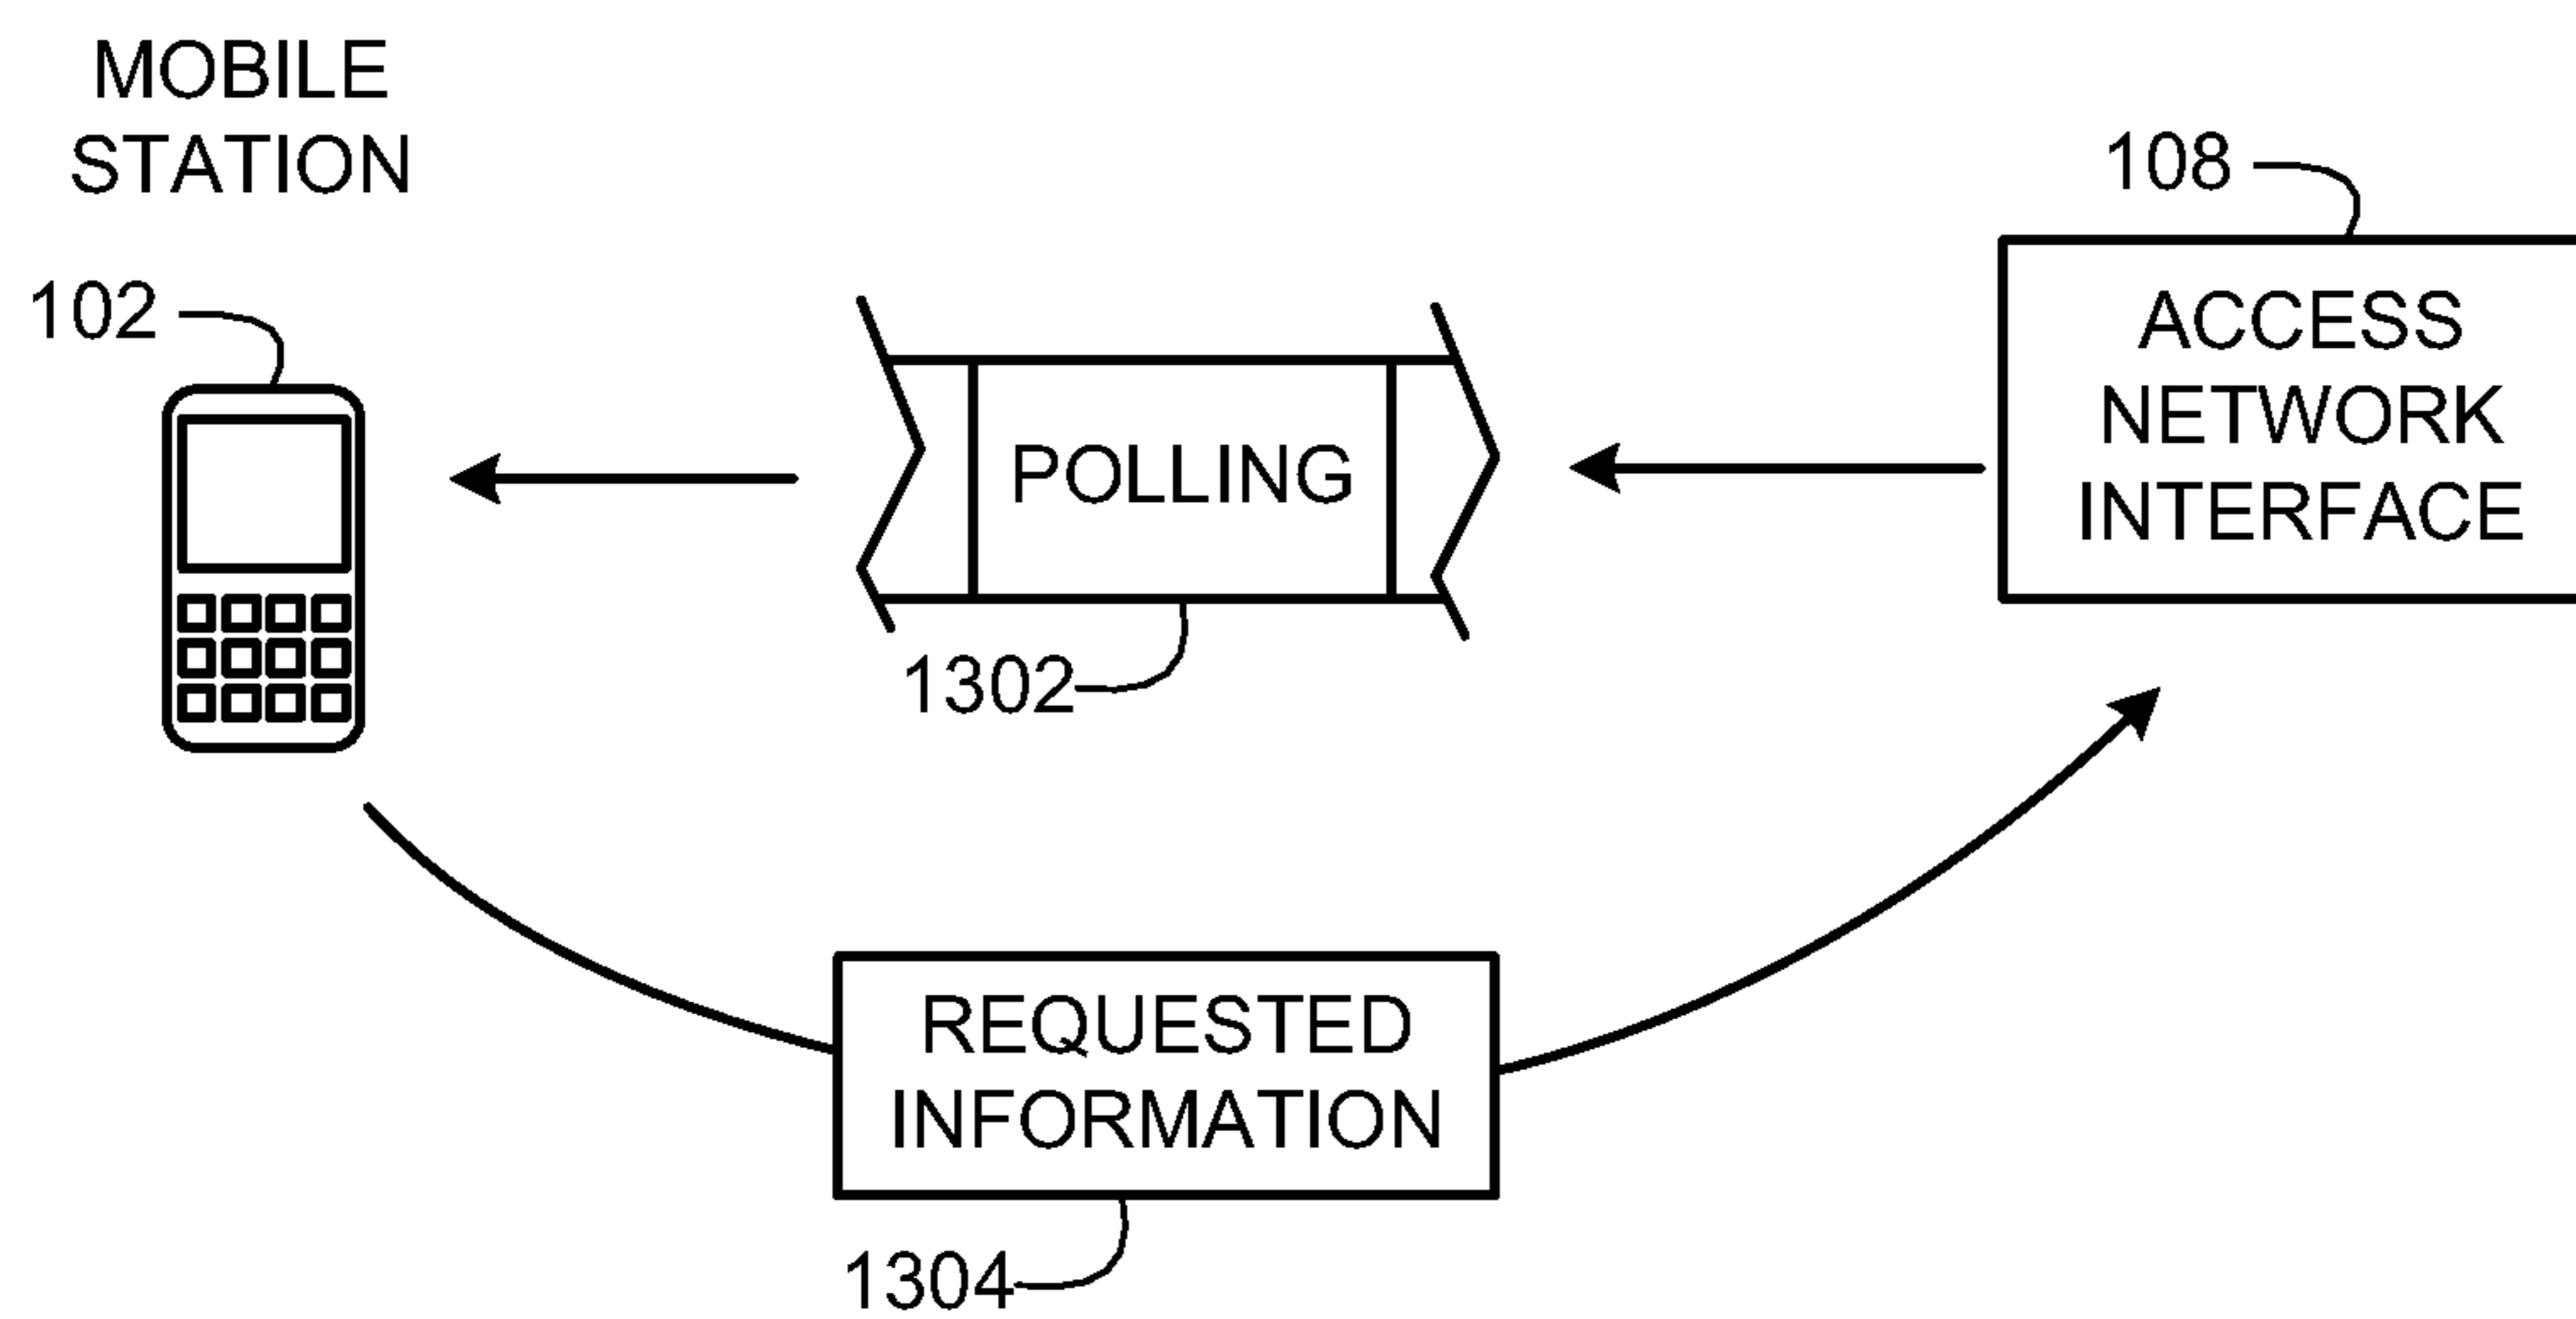 MOBILE
STATION
102
108
ACCESS
NETWORK
INTERFACE
POLLING
1302
REQUESTED
INFORMATION
1304